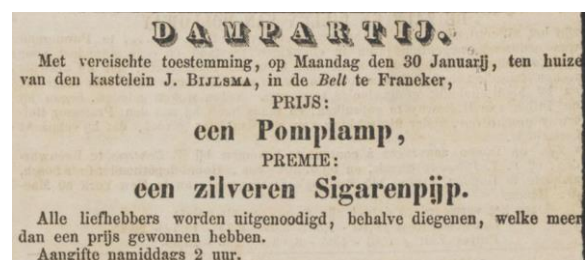 DAMPARTIJ.
Met vereischte toestemming, op Maandag den 30 Januarij, ten huize
van den kastelein J. BIJLSMA, in de Belt te Franeker,
PRIJS:
een Pomplamp,
PREMIE:
een zilveren Sigarenpijp.
Alle liefhebbers worden uitgenoodigd, behalve diegenen, welke meer
dan een prijs gewonnen hebben.
Aangifte namiddags 2 uur.